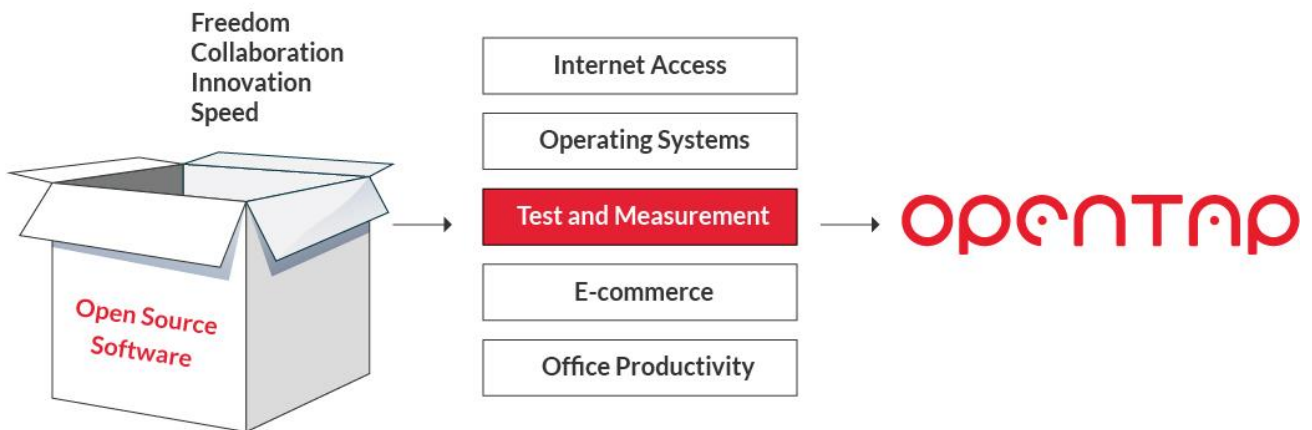 Freedom
Collaboration
Innovation
Speed
Open Source
Software
Internet Access
Operating Systems
Test and Measurement
E-commerce
Office Productivity
OPENTAP